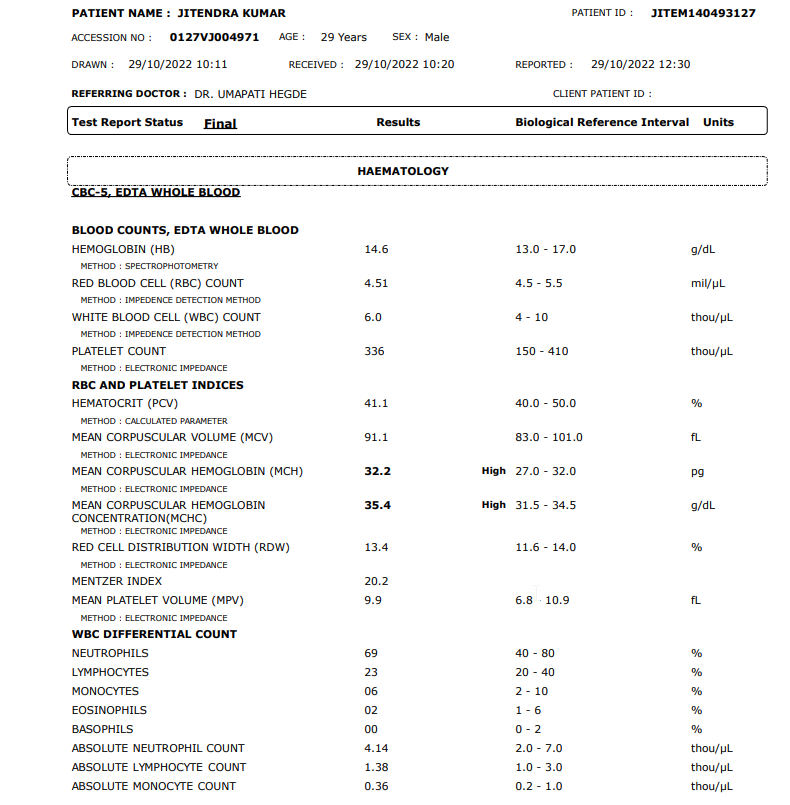 PATIENT NAME : JITENDRA KUMAR PATIENT ID : JITEM140493127
ACCESSION NO : 0127VJ004971 AGE : 29 Years SEX : Male
DRAWN : 29/10/2022 10:11 RECEIVED : 29/10/2022 10:20 REPORTED : 29/10/2022 12:30
REFERRING DOCTOR : DR. UMAPATI HEGDE CLIENT PATIENT ID :
Test Report Status Final Results Biological Reference Interval Units
HAEMATOLOGY
CBC-5, EDTA WHOLE BLOOD
BLOOD COUNTS, EDTA WHOLE BLOOD
HEMOGLOBIN (HB) 14.6 13.0 - 17.0 g/dL
METHOD : SPECTROPHOTOMETRY
RED BLOOD CELL (RBC) COUNT 4.51 4.5 - 5.5 mil/µL
METHOD : IMPEDENCE DETECTION METHOD
WHITE BLOOD CELL (WBC) COUNT 6.0 4 - 10 thou/µL
METHOD : IMPEDENCE DETECTION METHOD
PLATELET COUNT 336 150 - 410 thou/µL
METHOD : ELECTRONIC IMPEDANCE
RBC AND PLATELET INDICES
HEMATOCRIT (PCV) 41.1 40.0 - 50.0 %
METHOD : CALCULATED PARAMETER
MEAN CORPUSCULAR VOLUME (MCV) 91.1 83.0 - 101.0 fL
METHOD : ELECTRONIC IMPEDANCE
MEAN CORPUSCULAR HEMOGLOBIN (MCH) 32.2 High 27.0 - 32.0 pg
METHOD : ELECTRONIC IMPEDANCE
MEAN CORPUSCULAR HEMOGLOBIN 35.4 High 31.5 - 34.5 g/dL
CONCENTRATION(MCHC)
METHOD : ELECTRONIC IMPEDANCE
RED CELL DISTRIBUTION WIDTH (RDW) 13.4 11.6 - 14.0 %
METHOD : ELECTRONIC IMPEDANCE
MENTZER INDEX 20.2
MEAN PLATELET VOLUME (MPV) 9.9 6.8 - 10.9 fL
METHOD : ELECTRONIC IMPEDANCE
WBC DIFFERENTIAL COUNT
NEUTROPHILS 69 40 - 80 %
LYMPHOCYTES 23 20 - 40 %
MONOCYTES 06 2 - 10 %
EOSINOPHILS 02 1 - 6 %
BASOPHILS 00 0 - 2 %
ABSOLUTE NEUTROPHIL COUNT 4.14 2.0 - 7.0 thou/µL
ABSOLUTE LYMPHOCYTE COUNT 1.38 1.0 - 3.0 thou/µL
ABSOLUTE MONOCYTE COUNT 0.36 0.2 - 1.0 thou/µL